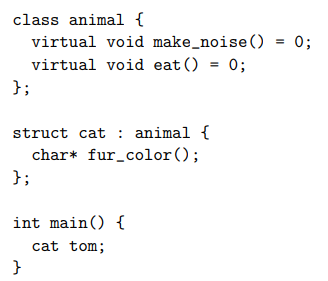 class animal {
  virtual void make_noise() = 0;
  virtual void eat() = 0;
};

struct cat : animal {
  char* fur_color();
};

int main() {
  cat tom;
}